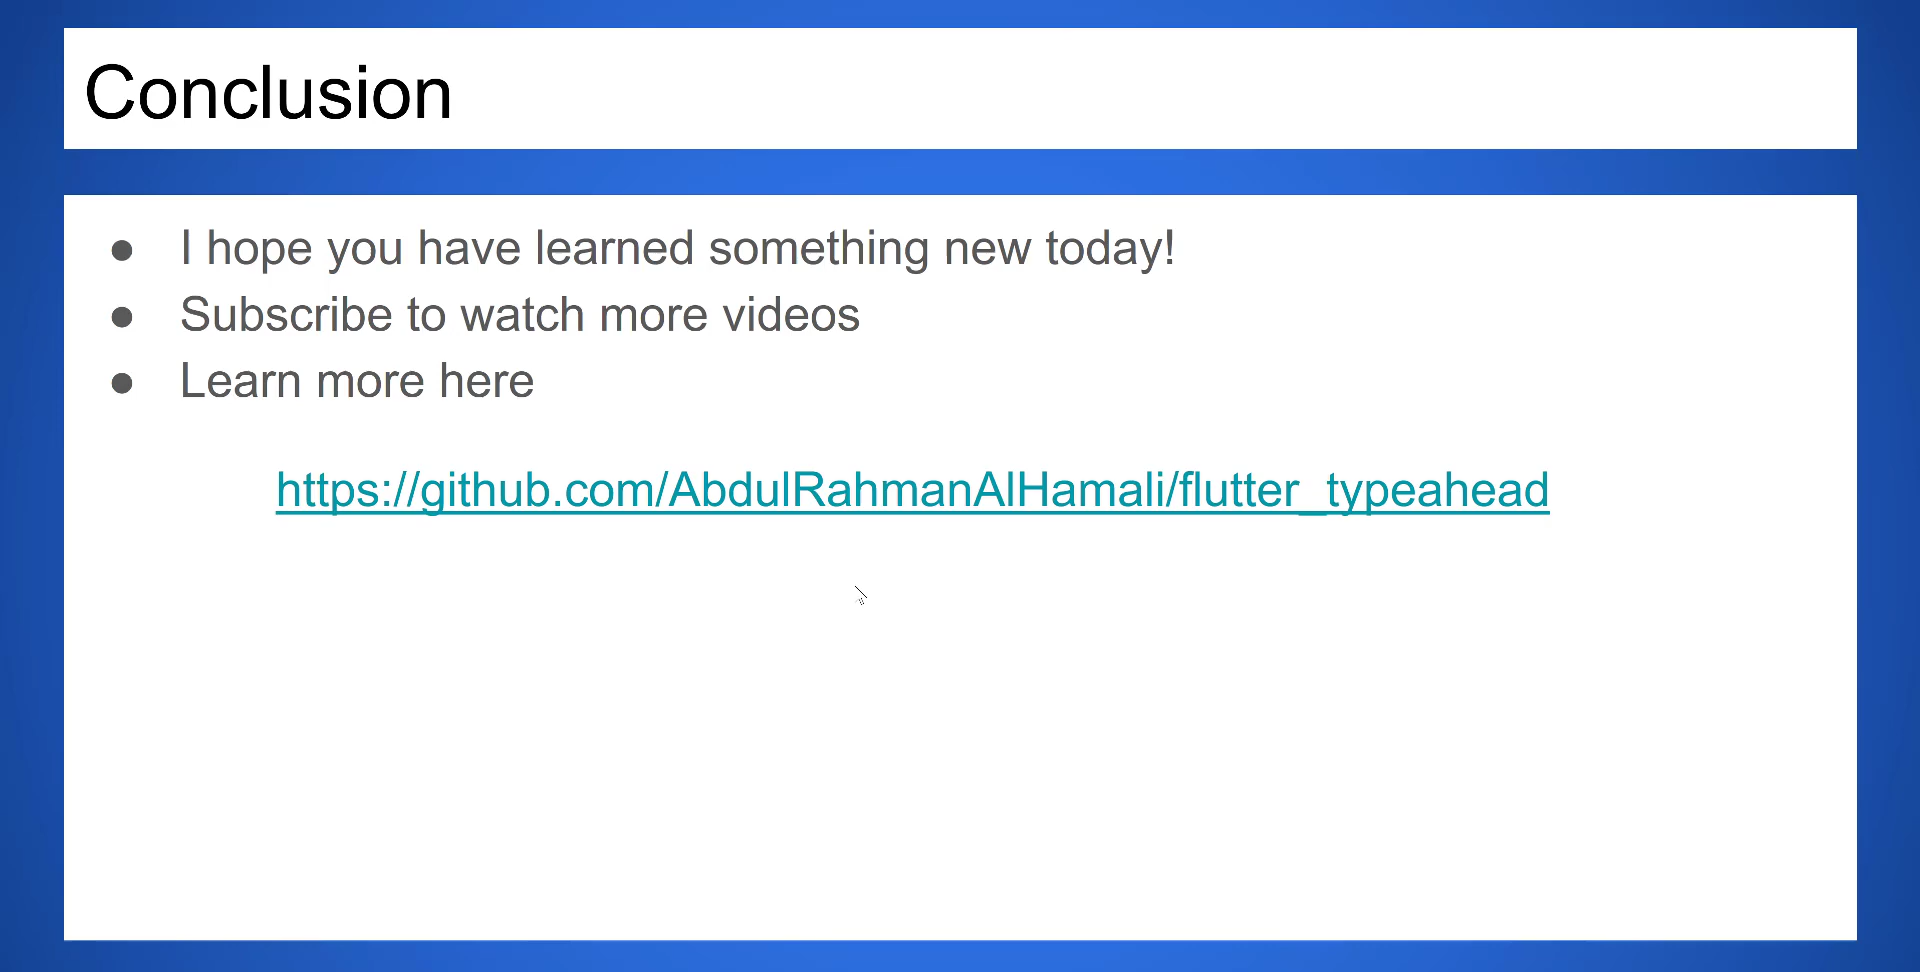 Conclusion
● I hope you have learned something new today!
● Subscribe to watch more videos
● Learn more here
https://github.com/AbdulRahmanAlHamali/flutter_typeahead